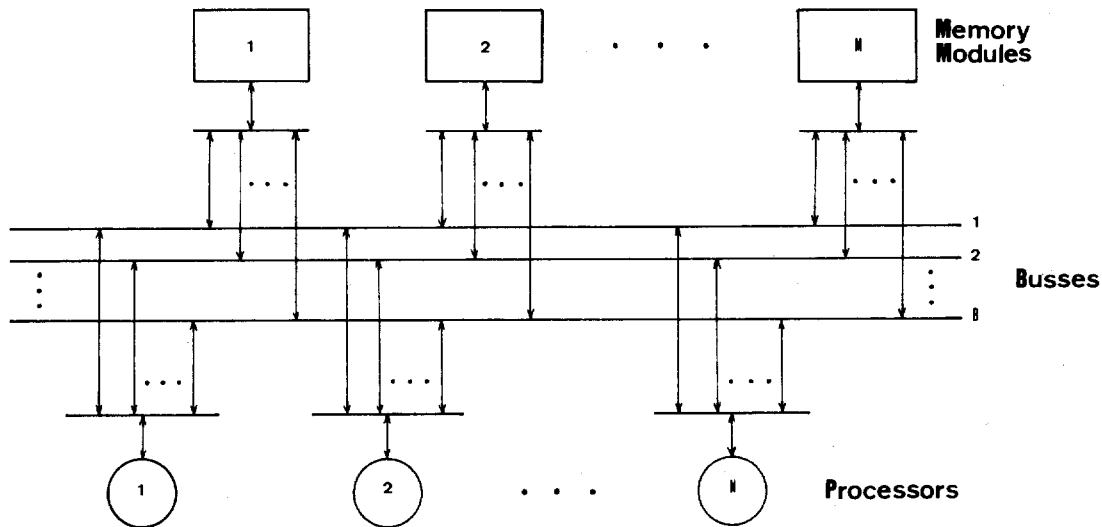 1
2
. . .
M
Memory
Modules
. . .
. . .
. . .
1
2
B
Busses
. . .
. . .
. . .
1
2
. . .
N
Processors